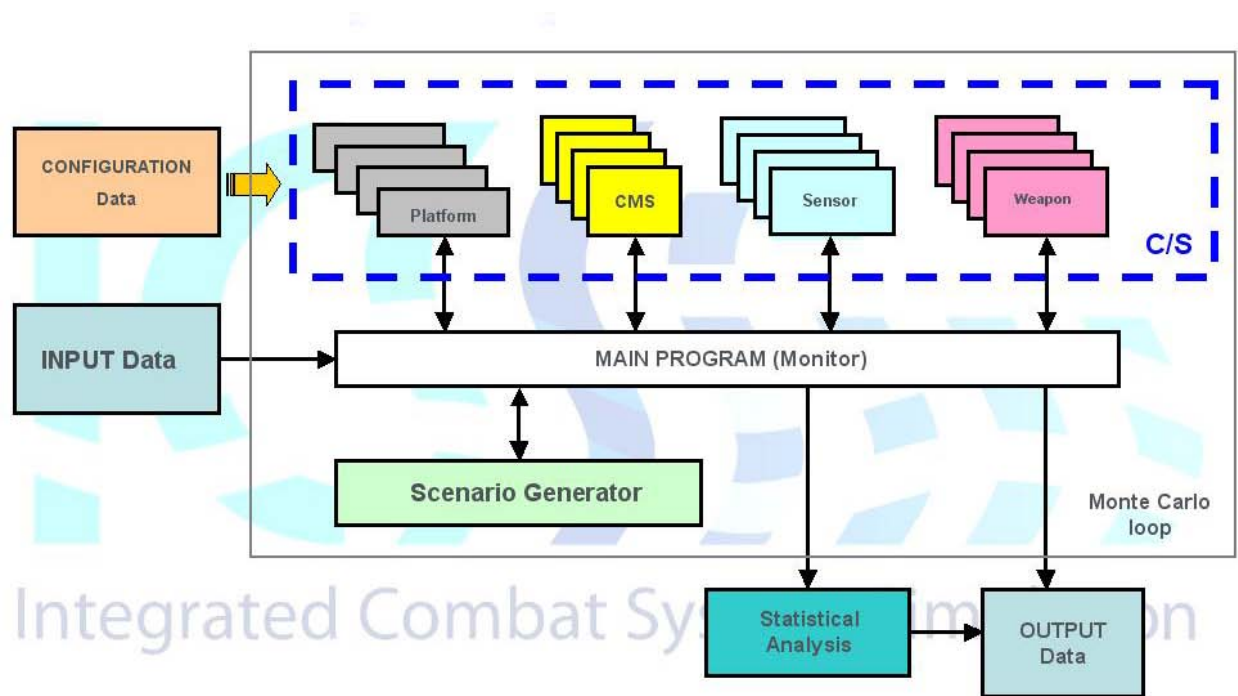 CONFIGURATION
Data
Platform
CMS
Sensor
Weapon
C/S
INPUT Data
MAIN PROGRAM (Monitor)
Scenario Generator
Monte Carlo
loop
Integrated Combat Sy
on
Statistical
Analysis
OUTPUT
Data